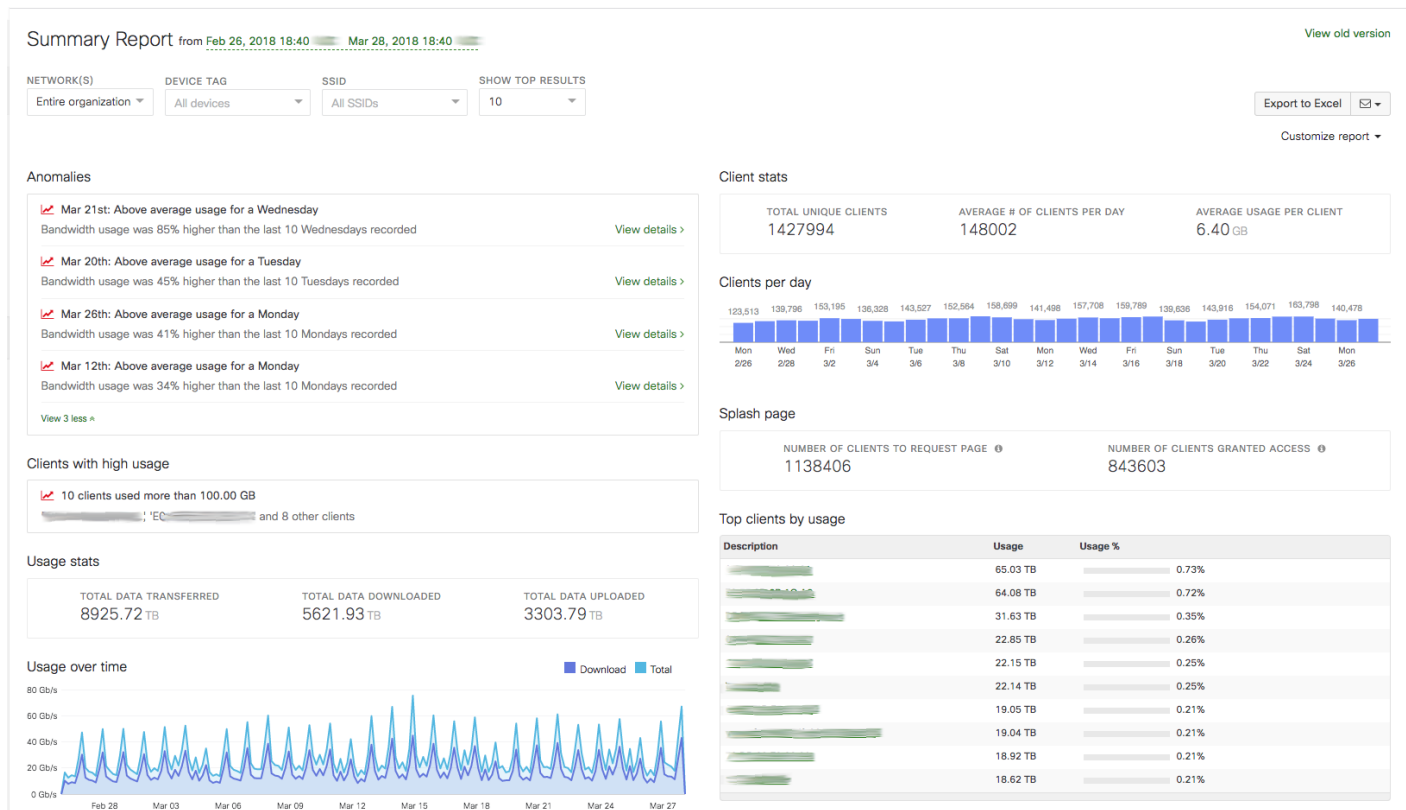 Summary Report from Feb 26, 2018 18:40 Mar 28, 2018 18:40
View old version
NETWORK(S)
Entire organization
DEVICE TAG
All devices
SSID
All SSIDs
SHOW TOP RESULTS
10
Export to Excel
Customize report
Anomalies
Mar 21st: Above average usage for a Wednesday
Bandwidth usage was 85% higher than the last 10 Wednesdays recorded
View details ›
Mar 20th: Above average usage for a Tuesday
Bandwidth usage was 45% higher than the last 10 Tuesdays recorded
View details ›
Mar 26th: Above average usage for a Monday
Bandwidth usage was 41% higher than the last 10 Mondays recorded
View details ›
Mar 12th: Above average usage for a Monday
Bandwidth usage was 34% higher than the last 10 Mondays recorded
View details ›
View 3 less
Clients with high usage
10 clients used more than 100.00 GB
, 'E0 and 8 other clients
Usage stats
TOTAL DATA TRANSFERRED
8925.72 TB
TOTAL DATA DOWNLOADED
5621.93 TB
TOTAL DATA UPLOADED
3303.79 TB
Usage over time
Download Total
80 Gb/s
60 Gb/s
40 Gb/s
20 Gb/s
0 Gb/s
Feb 28 Mar 03 Mar 06 Mar 09 Mar 12 Mar 15 Mar 18 Mar 21 Mar 24 Mar 27
Client stats
TOTAL UNIQUE CLIENTS
1427994
AVERAGE # OF CLIENTS PER DAY
148002
AVERAGE USAGE PER CLIENT
6.40 GB
Clients per day
123,513 139,796 153,195 136,328 143,527 152,564 158,699 141,498 157,708 159,789 139,636 143,916 154,071 163,798 140,478
Mon Wed Fri Sun Tue Thu Sat Mon Wed Fri Sun Tue Thu Sat Mon
2/26 2/28 3/2 3/4 3/6 3/8 3/10 3/12 3/14 3/16 3/18 3/20 3/22 3/24 3/26
Splash page
NUMBER OF CLIENTS TO REQUEST PAGE
1138406
NUMBER OF CLIENTS GRANTED ACCESS
843603
Top clients by usage
Description Usage Usage %
65.03 TB 0.73%
64.08 TB 0.72%
31.63 TB 0.35%
22.85 TB 0.26%
22.15 TB 0.25%
22.14 TB 0.25%
19.05 TB 0.21%
19.04 TB 0.21%
18.92 TB 0.21%
18.62 TB 0.21%